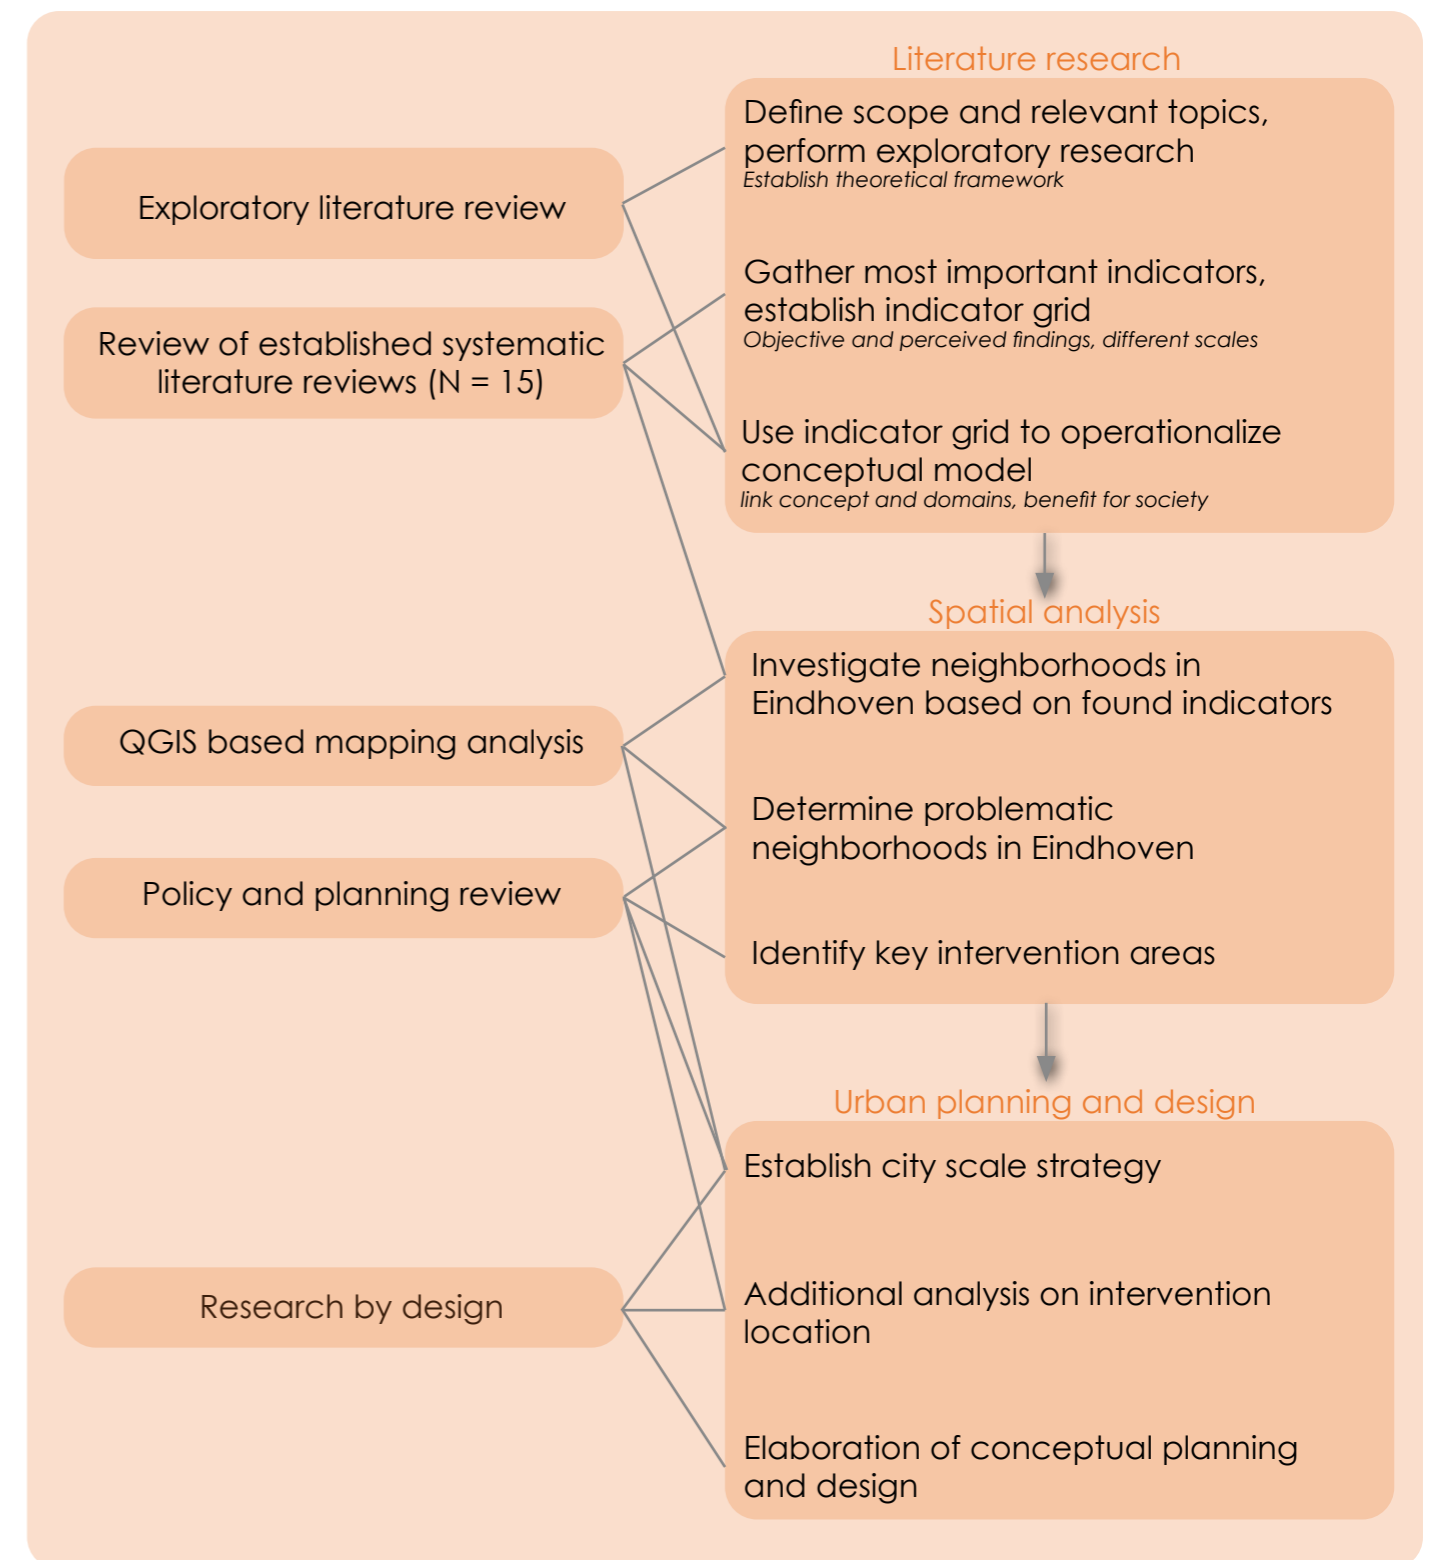 Literature research
Define scope and relevant topics,
perform exploratory research
Establish theoretical framework
Exploratory literature review
Gather most important indicators,
establish indicator grid
Objective and perceived findings, different scales
Review of established systematic
literature reviews (N = 15)
Use indicator grid to operationalize
conceptual model
link concept and domains, benefit for society
Spatial analysis
Investigate neighborhoods in
Eindhoven based on found indicators
QGIS based mapping analysis
Determine problematic
neighborhoods in Eindhoven
Policy and planning review
Identify key intervention areas
Urban planning and design
Establish city scale strategy
Additional analysis on intervention
location
Research by design
Elaboration of conceptual planning
and design